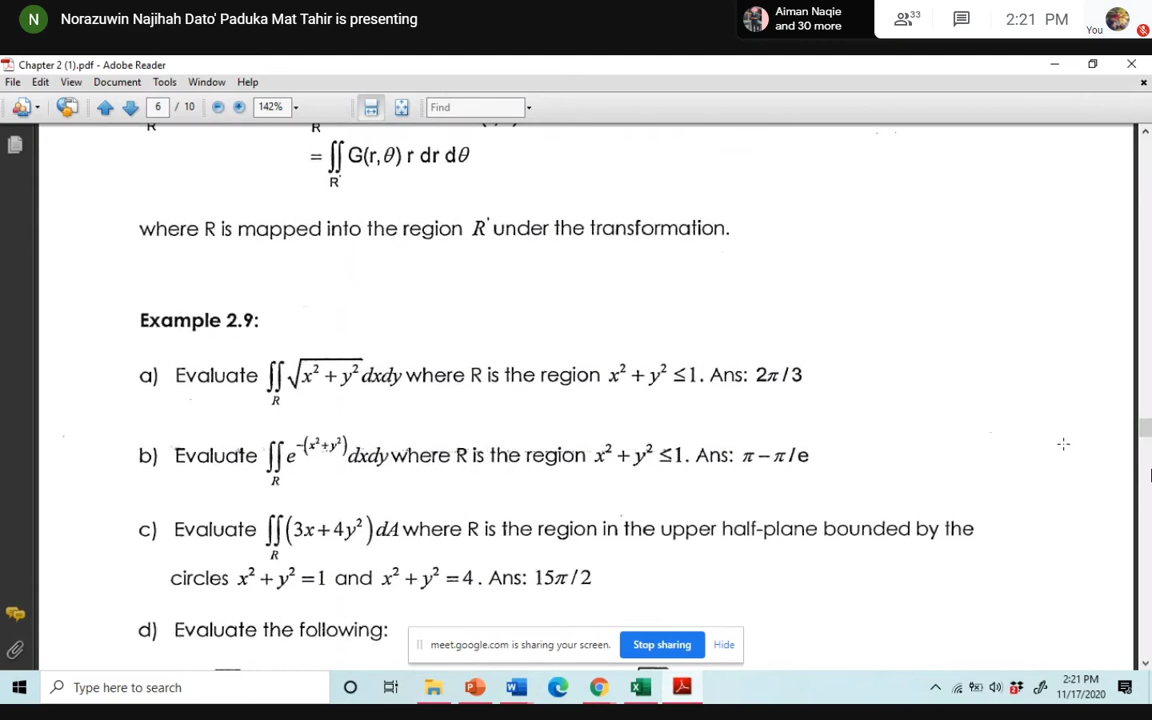 N Norazuwin Najihah Dato' Paduka Mat Tahir is presenting
Aiman Naqie
and 30 more
33
2:21 PM
You
Chapter 2 (1).pdf - Adobe Reader
File Edit View Document Tools Window Help
6 / 10 142% Find
R R
= ∬ G(r,θ) r dr dθ
R'
where R is mapped into the region R' under the transformation.
Example 2.9:
a) Evaluate ∬ √(x² + y²) dxdy where R is the region x² + y² ≤1. Ans: 2π/3
R
b) Evaluate ∬ e^−(x²+y²) dxdy where R is the region x² + y² ≤1. Ans: π − π/e
R
c) Evaluate ∬ (3x + 4y²) dA where R is the region in the upper half-plane bounded by the
R
circles x² + y² =1 and x² + y² = 4. Ans: 15π/2
d) Evaluate the following:
meet.google.com is sharing your screen. Stop sharing Hide
Type here to search
2:21 PM
11/17/2020